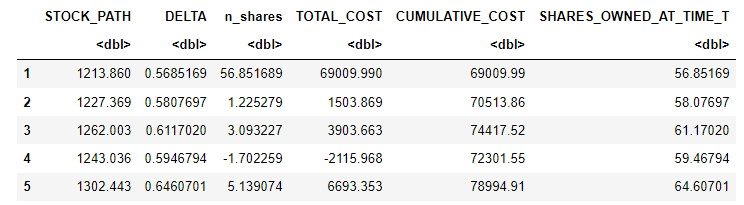 STOCK_PATH DELTA n_shares TOTAL_COST CUMULATIVE_COST SHARES_OWNED_AT_TIME_T
<dbl> <dbl> <dbl> <dbl> <dbl> <dbl>
1 1213.860 0.5685169 56.851689 69009.990 69009.99 56.85169
2 1227.369 0.5807697 1.225279 1503.869 70513.86 58.07697
3 1262.003 0.6117020 3.093227 3903.663 74417.52 61.17020
4 1243.036 0.5946794 -1.702259 -2115.968 72301.55 59.46794
5 1302.443 0.6460701 5.139074 6693.353 78994.91 64.60701